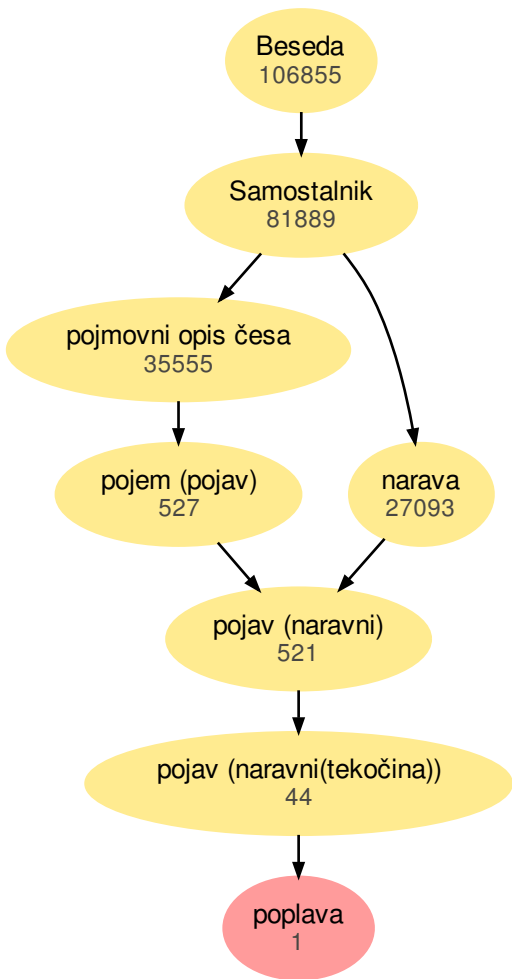 Beseda
106855
Samostalnik
81889
pojmovni opis česa
35555
pojem (pojav)
527
narava
27093
pojav (naravni)
521
pojav (naravni(tekočina))
44
poplava
1